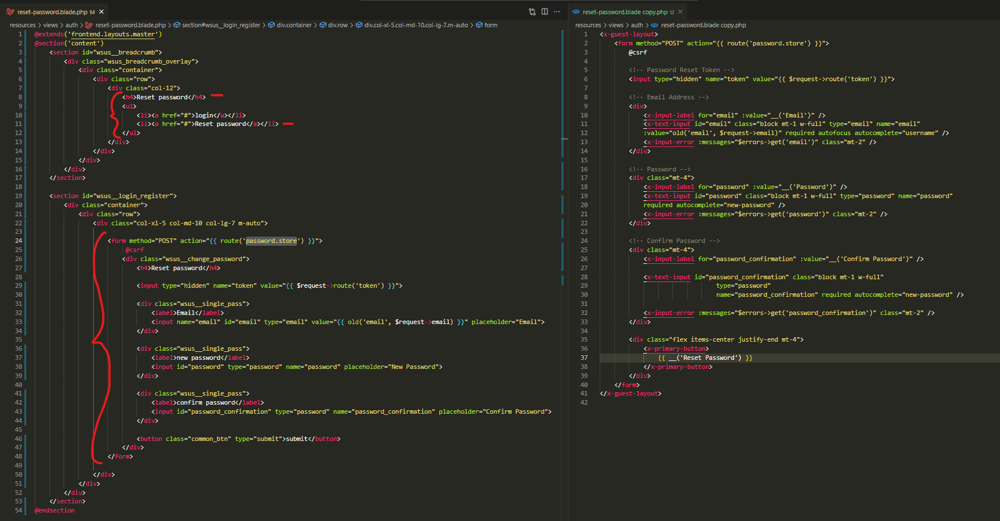 reset-password.blade.php M ✕
resources > views > auth > reset-password.blade.php > section#wsus__login_register > div.container > div.row > div.col-xl-5.col-md-10.col-lg-7.m-auto > form
1 @extends('frontend.layouts.master')
2 @section('content')
3 <section id="wsus__breadcrumb">
4 <div class="wsus_breadcrumb_overlay">
5 <div class="container">
6 <div class="row">
7 <div class="col-12">
8 <h4>Reset password</h4>
9 <ul>
10 <li><a href="#">login</a></li>
11 <li><a href="#">Reset password</a></li>
12 </ul>
13 </div>
14 </div>
15 </div>
16 </div>
17 </section>
18
19 <section id="wsus__login_register">
20 <div class="container">
21 <div class="row">
22 <div class="col-xl-5 col-md-10 col-lg-7 m-auto">
23
24 <form method="POST" action="{{ route('password.store') }}">
25 @csrf
26 <div class="wsus__change_password">
27 <h4>Reset password</h4>
28
29 <input type="hidden" name="token" value="{{ $request->route('token') }}">
30
31 <div class="wsus__single_pass">
32 <label>Email</label>
33 <input name="email" id="email" type="email" value="{{ old('email', $request->email) }}" placeholder="Email">
34 </div>
35
36 <div class="wsus__single_pass">
37 <label>new password</label>
38 <input id="password" type="password" name="password" placeholder="New Password">
39 </div>
40
41 <div class="wsus__single_pass">
42 <label>confirm password</label>
43 <input id="password_confirmation" type="password" name="password_confirmation" placeholder="Confirm Password">
44 </div>
45
46 <button class="common_btn" type="submit">submit</button>
47 </div>
48 </form>
49
50 </div>
51 </div>
52 </div>
53 </section>
54 @endsection
reset-password.blade copy.php U ✕
resources > views > auth > reset-password.blade copy.php
1 <x-guest-layout>
2 <form method="POST" action="{{ route('password.store') }}">
3 @csrf
4
5 <!-- Password Reset Token -->
6 <input type="hidden" name="token" value="{{ $request->route('token') }}">
7
8 <!-- Email Address -->
9 <div>
10 <x-input-label for="email" :value="__('Email')" />
11 <x-text-input id="email" class="block mt-1 w-full" type="email" name="email"
12 :value="old('email', $request->email)" required autofocus autocomplete="username" />
13 <x-input-error :messages="$errors->get('email')" class="mt-2" />
14 </div>
15
16 <!-- Password -->
17 <div class="mt-4">
18 <x-input-label for="password" :value="__('Password')" />
19 <x-text-input id="password" class="block mt-1 w-full" type="password" name="password"
20 required autocomplete="new-password" />
21 <x-input-error :messages="$errors->get('password')" class="mt-2" />
22 </div>
23
24 <!-- Confirm Password -->
25 <div class="mt-4">
26 <x-input-label for="password_confirmation" :value="__('Confirm Password')" />
27
28 <x-text-input id="password_confirmation" class="block mt-1 w-full"
29 type="password"
30 name="password_confirmation" required autocomplete="new-password" />
31
32 <x-input-error :messages="$errors->get('password_confirmation')" class="mt-2" />
33 </div>
34
35 <div class="flex items-center justify-end mt-4">
36 <x-primary-button>
37 {{ __('Reset Password') }}
38 </x-primary-button>
39 </div>
40 </form>
41 </x-guest-layout>
42